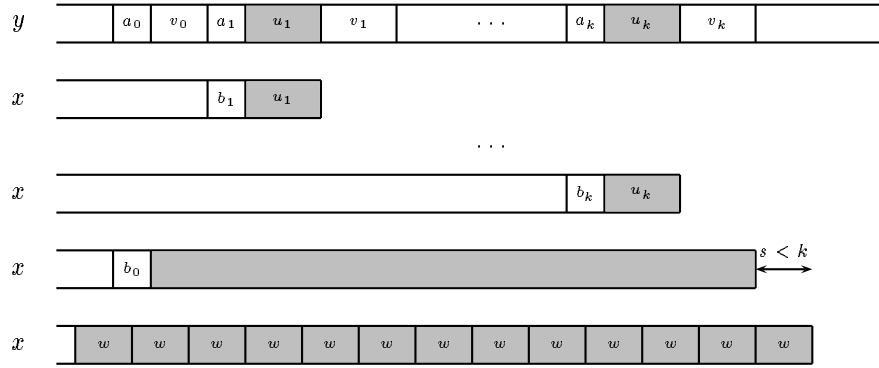 y a₀ v₀ a₁ u₁ v₁ · · · aₖ uₖ vₖ
x b₁ u₁
· · ·
x bₖ uₖ
s < k
x b₀
x w w w w w w w w w w w w w